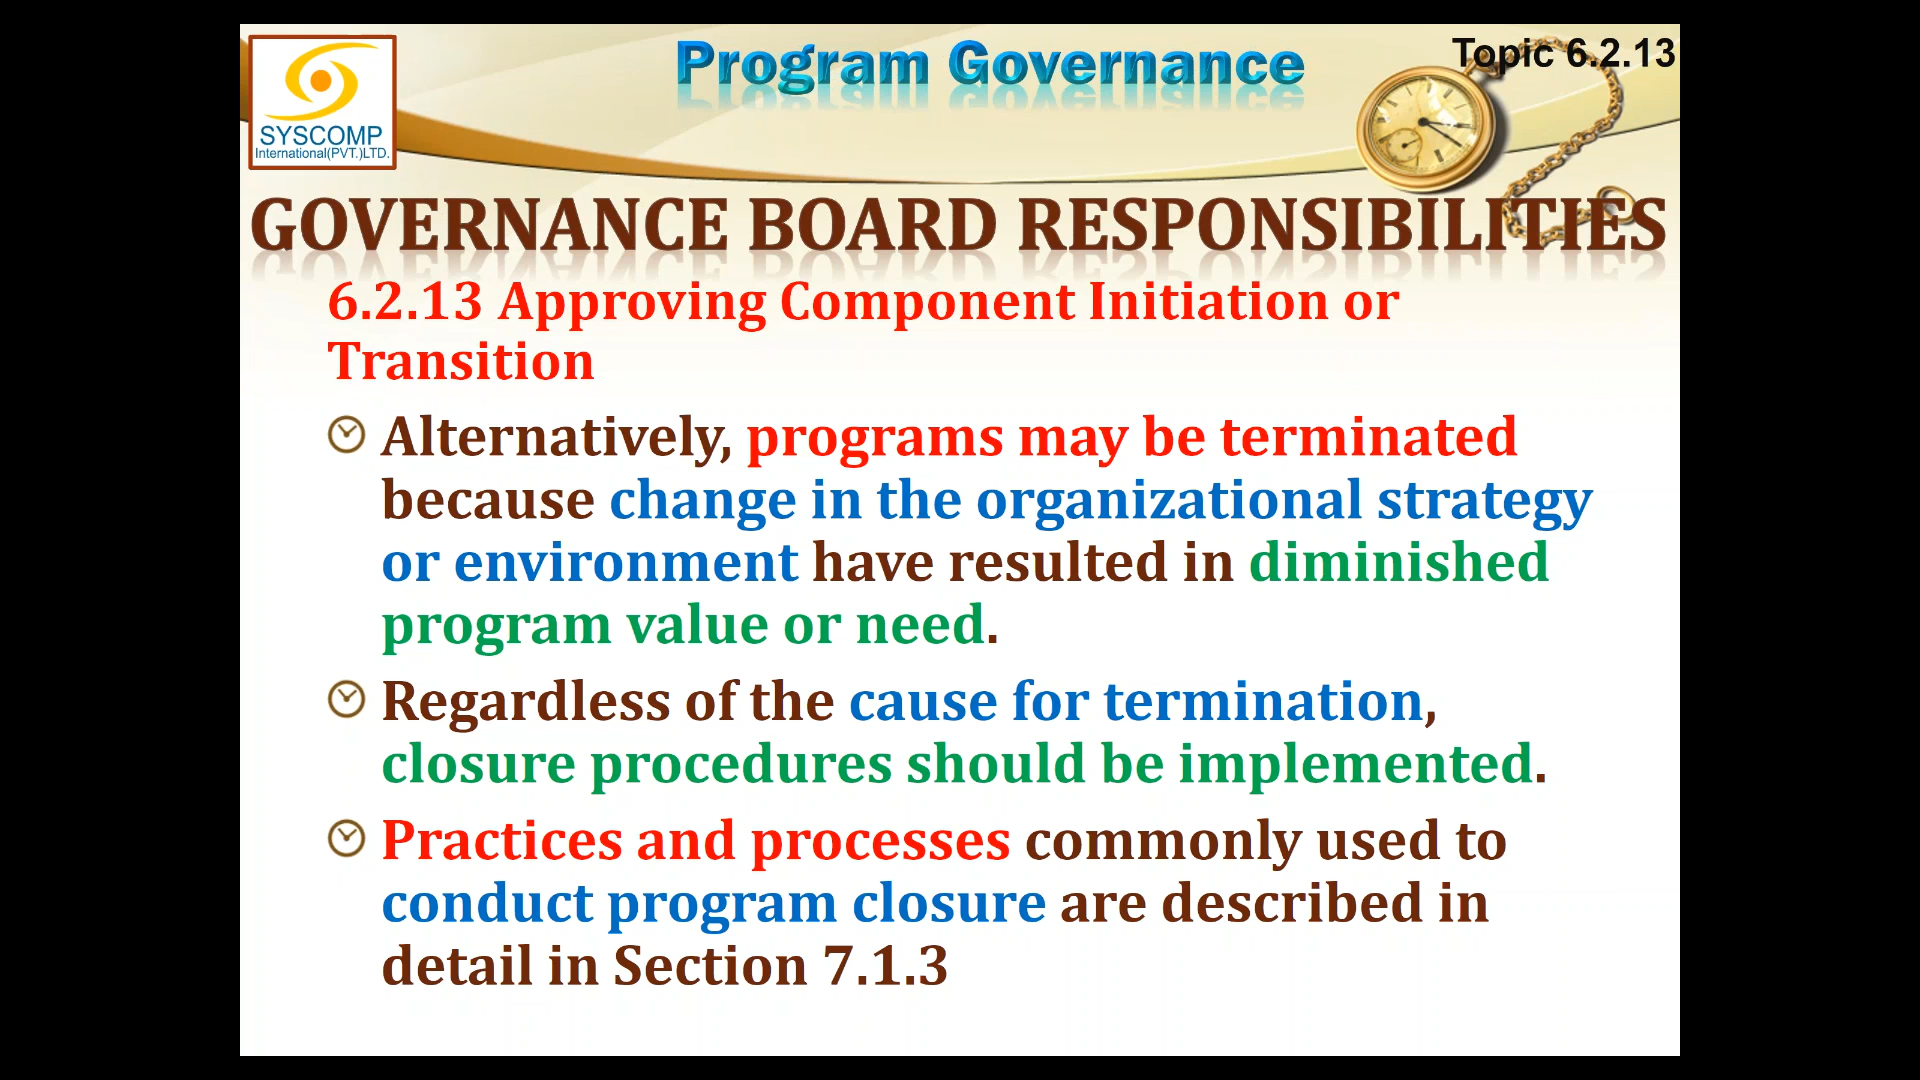 Program Governance
Topic 6.2.13
SYSCOMP
International(PVT.)LTD.
GOVERNANCE BOARD RESPONSIBILITIES
6.2.13 Approving Component Initiation or
Transition
Alternatively, programs may be terminated
because change in the organizational strategy
or environment have resulted in diminished
program value or need.
Regardless of the cause for termination,
closure procedures should be implemented.
Practices and processes commonly used to
conduct program closure are described in
detail in Section 7.1.3